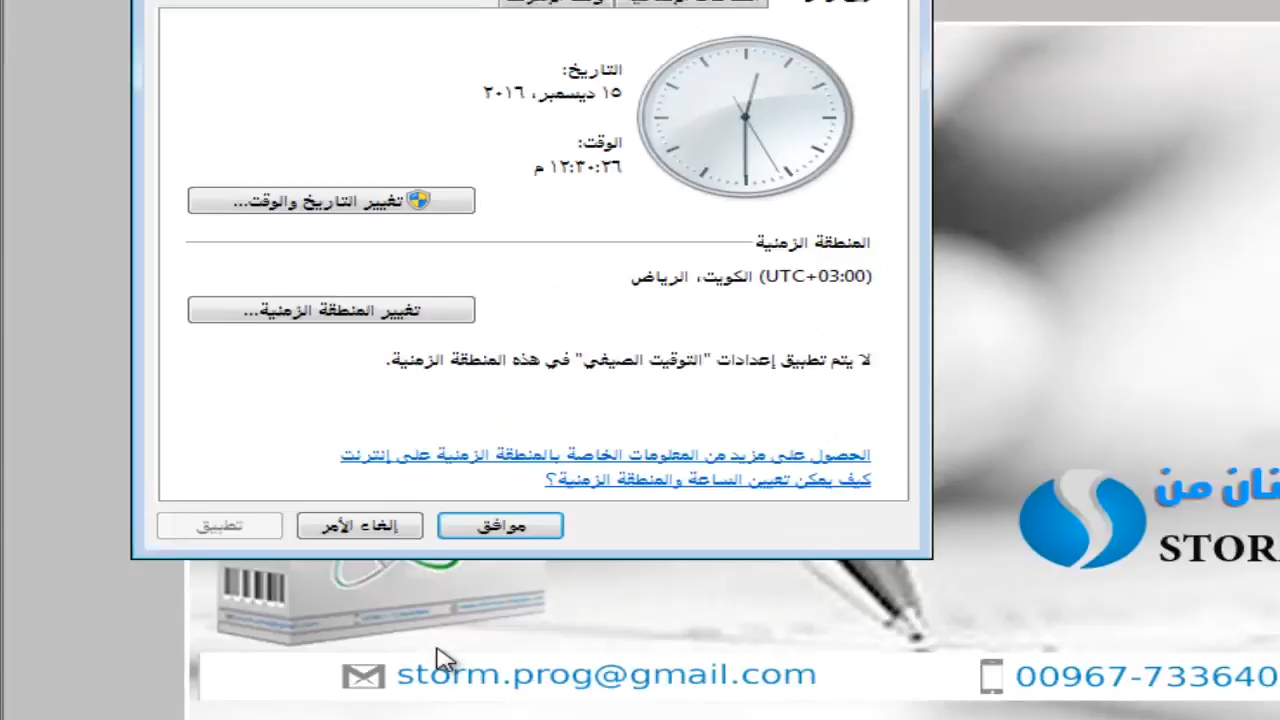 التاريخ:
١٥ ديسمبر، ٢٠١٦
الوقت:
١٢:٣٠:٢٦ م
تغيير التاريخ والوقت...
المنطقة الزمنية
(UTC+03:00) الكويت، الرياض
تغيير المنطقة الزمنية...
لا يتم تطبيق إعدادات "التوقيت الصيفي" في هذه المنطقة الزمنية.
الحصول على مزيد من المعلومات الخاصة بالمنطقة الزمنية على إنترنت
كيف يمكن تعيين الساعة والمنطقة الزمنية؟
موافق
إلغاء الأمر
تطبيق
من
STOR
storm.prog@gmail.com
00967-733640